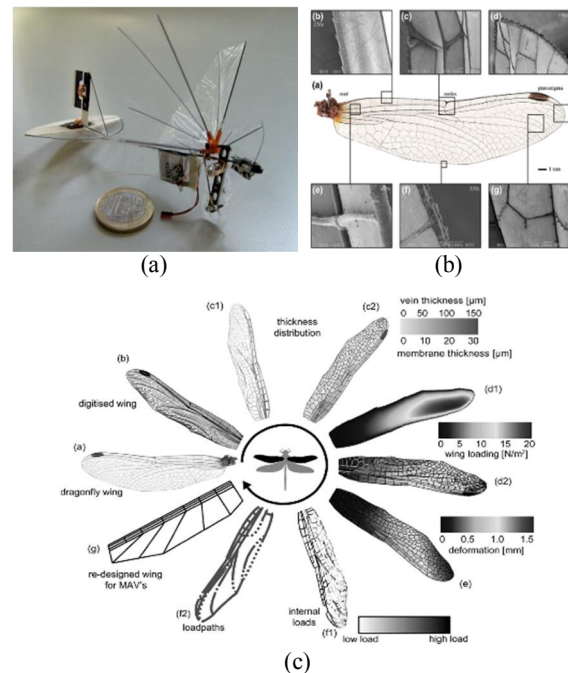 (b)
(c)
(d)
(a)
root
nodus
pterostigma
1 mm
(e)
(f)
(g)
(a)
(b)
(c1)
(c2)
thickness
distribution
vein thickness [µm]
0 50 100 150
0 10 20 30
membrane thickness [µm]
(b)
digitised wing
(d1)
0 5 10 15 20
wing loading [N/m²]
(a)
dragonfly wing
(d2)
0 0.5 1.0 1.5
deformation [mm]
(g)
re-designed wing
for MAV's
(e)
(f2)
loadpaths
internal
loads
(f1)
low load
high load
(c)